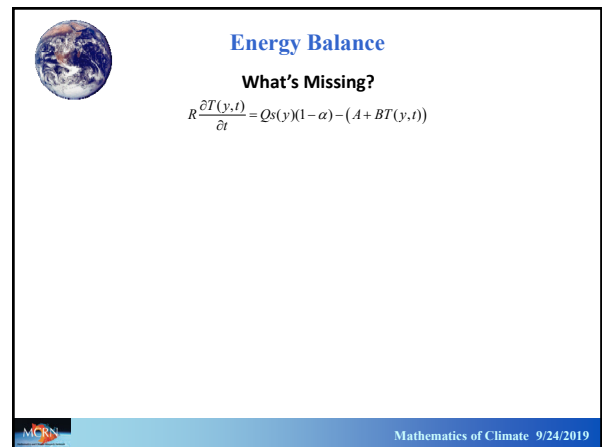 Energy Balance
What's Missing?
R ∂T(y,t)/∂t = Qs(y)(1−α)−(A+BT(y,t))
MCRN
Mathematics of Climate 9/24/2019